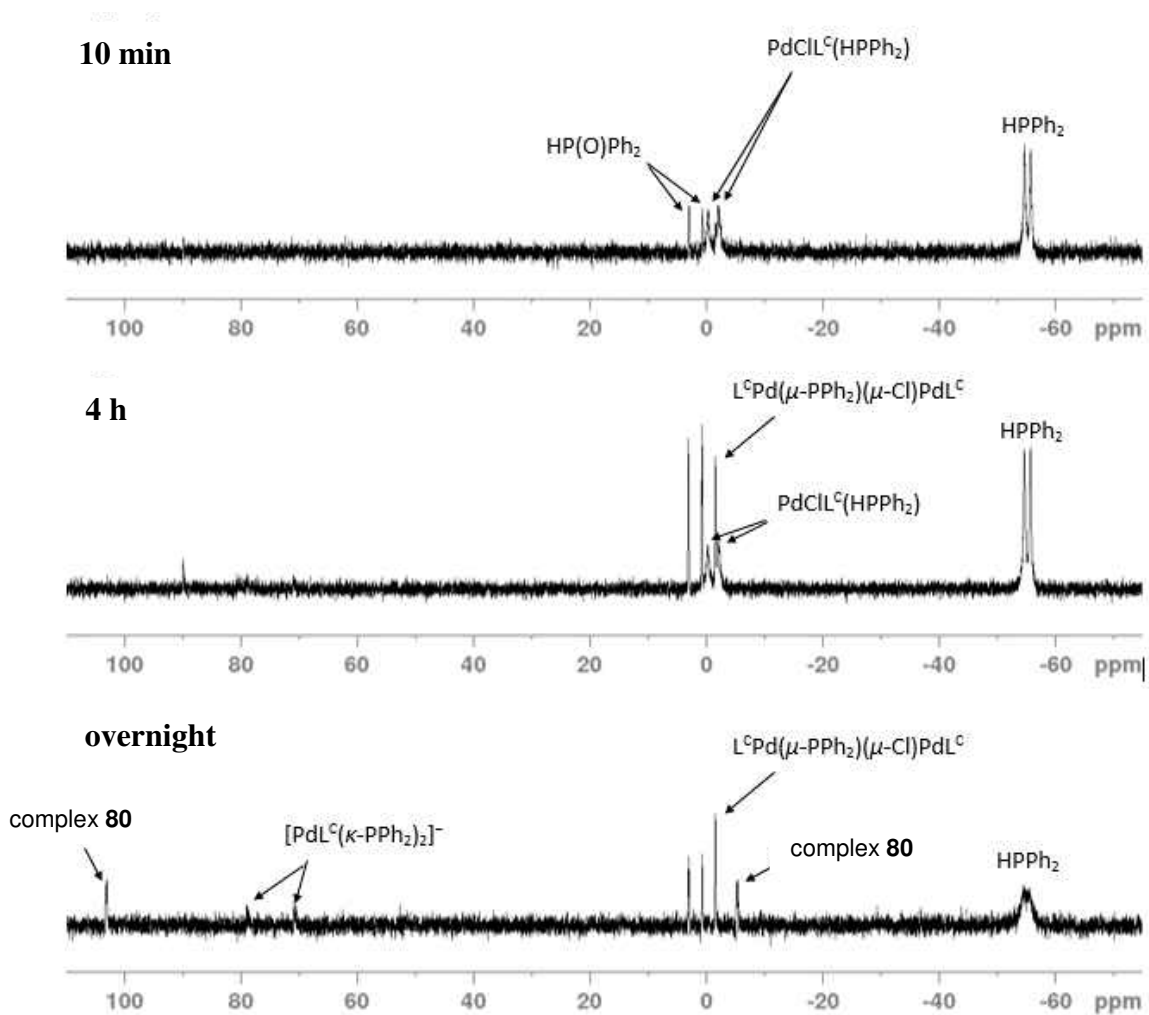 10 min
PdClLᶜ(HPPh₂)
HP(O)Ph₂
HPPh₂
100 80 60 40 20 0 -20 -40 -60 ppm
4 h
LᶜPd(μ-PPh₂)(μ-Cl)PdLᶜ
HPPh₂
PdClLᶜ(HPPh₂)
100 80 60 40 20 0 -20 -40 -60 ppm
overnight
LᶜPd(μ-PPh₂)(μ-Cl)PdLᶜ
complex 80
[PdLᶜ(κ-PPh₂)₂]⁻
complex 80
HPPh₂
100 80 60 40 20 0 -20 -40 -60 ppm